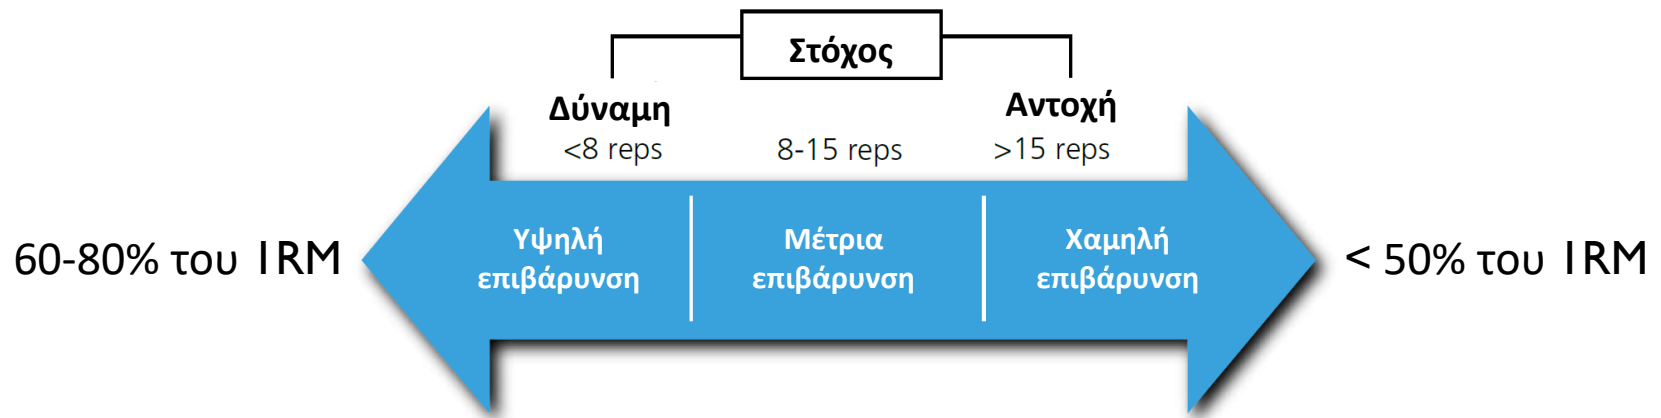 Στόχος
Δύναμη
Αντοχή
<8 reps
8-15 reps
>15 reps
60-80% του 1RM
Υψηλή
επιβάρυνση
Μέτρια
επιβάρυνση
Χαμηλή
επιβάρυνση
< 50% του 1RM